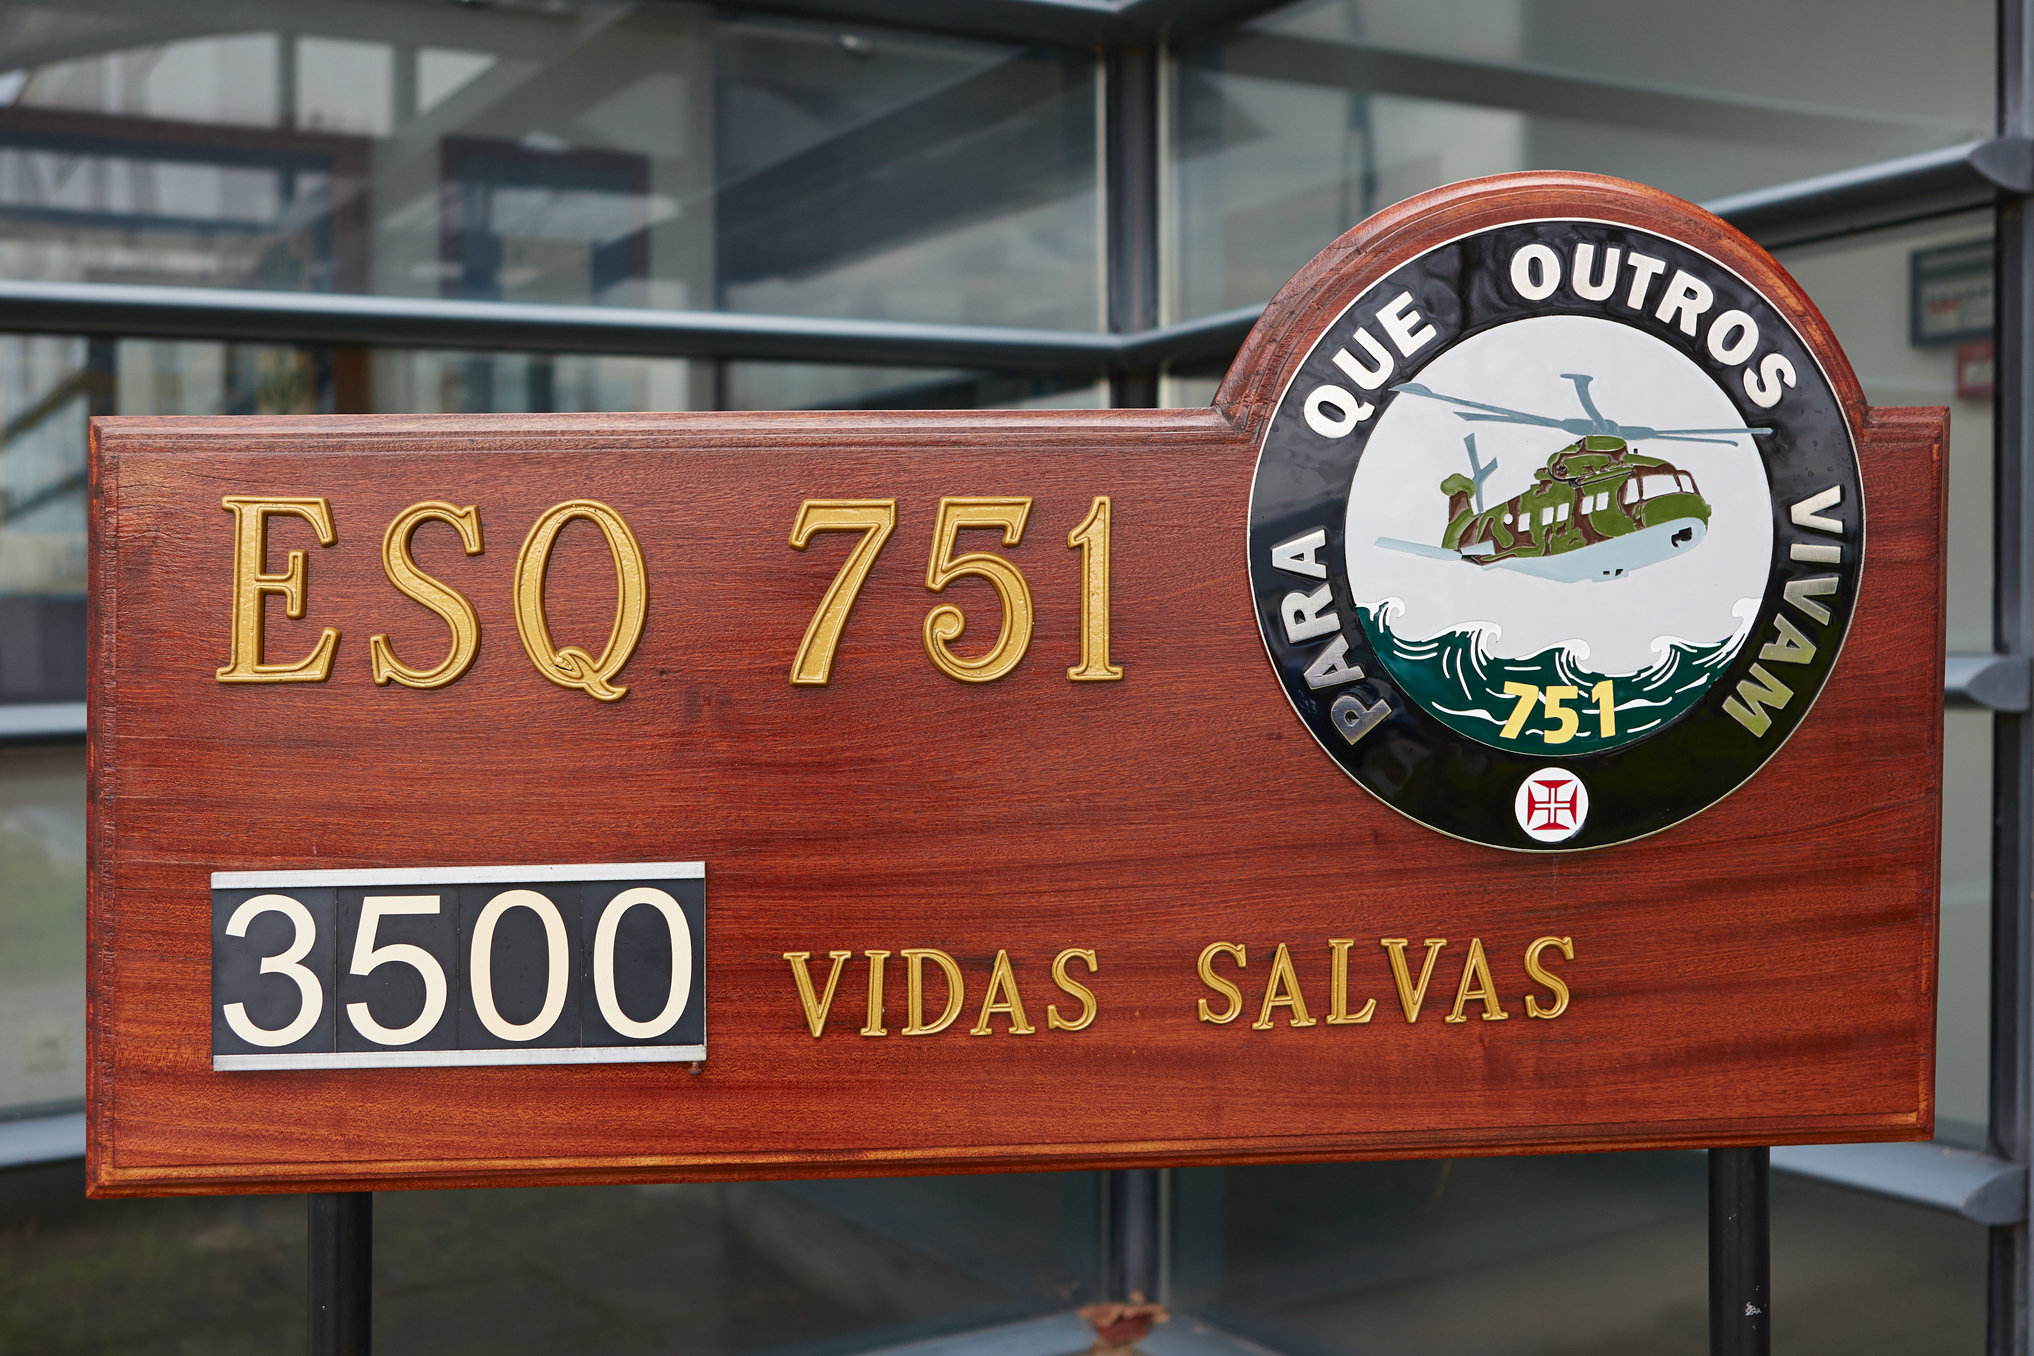 PARA QUE OUTROS VIVAM
751
ESQ 751
3500 VIDAS SALVAS